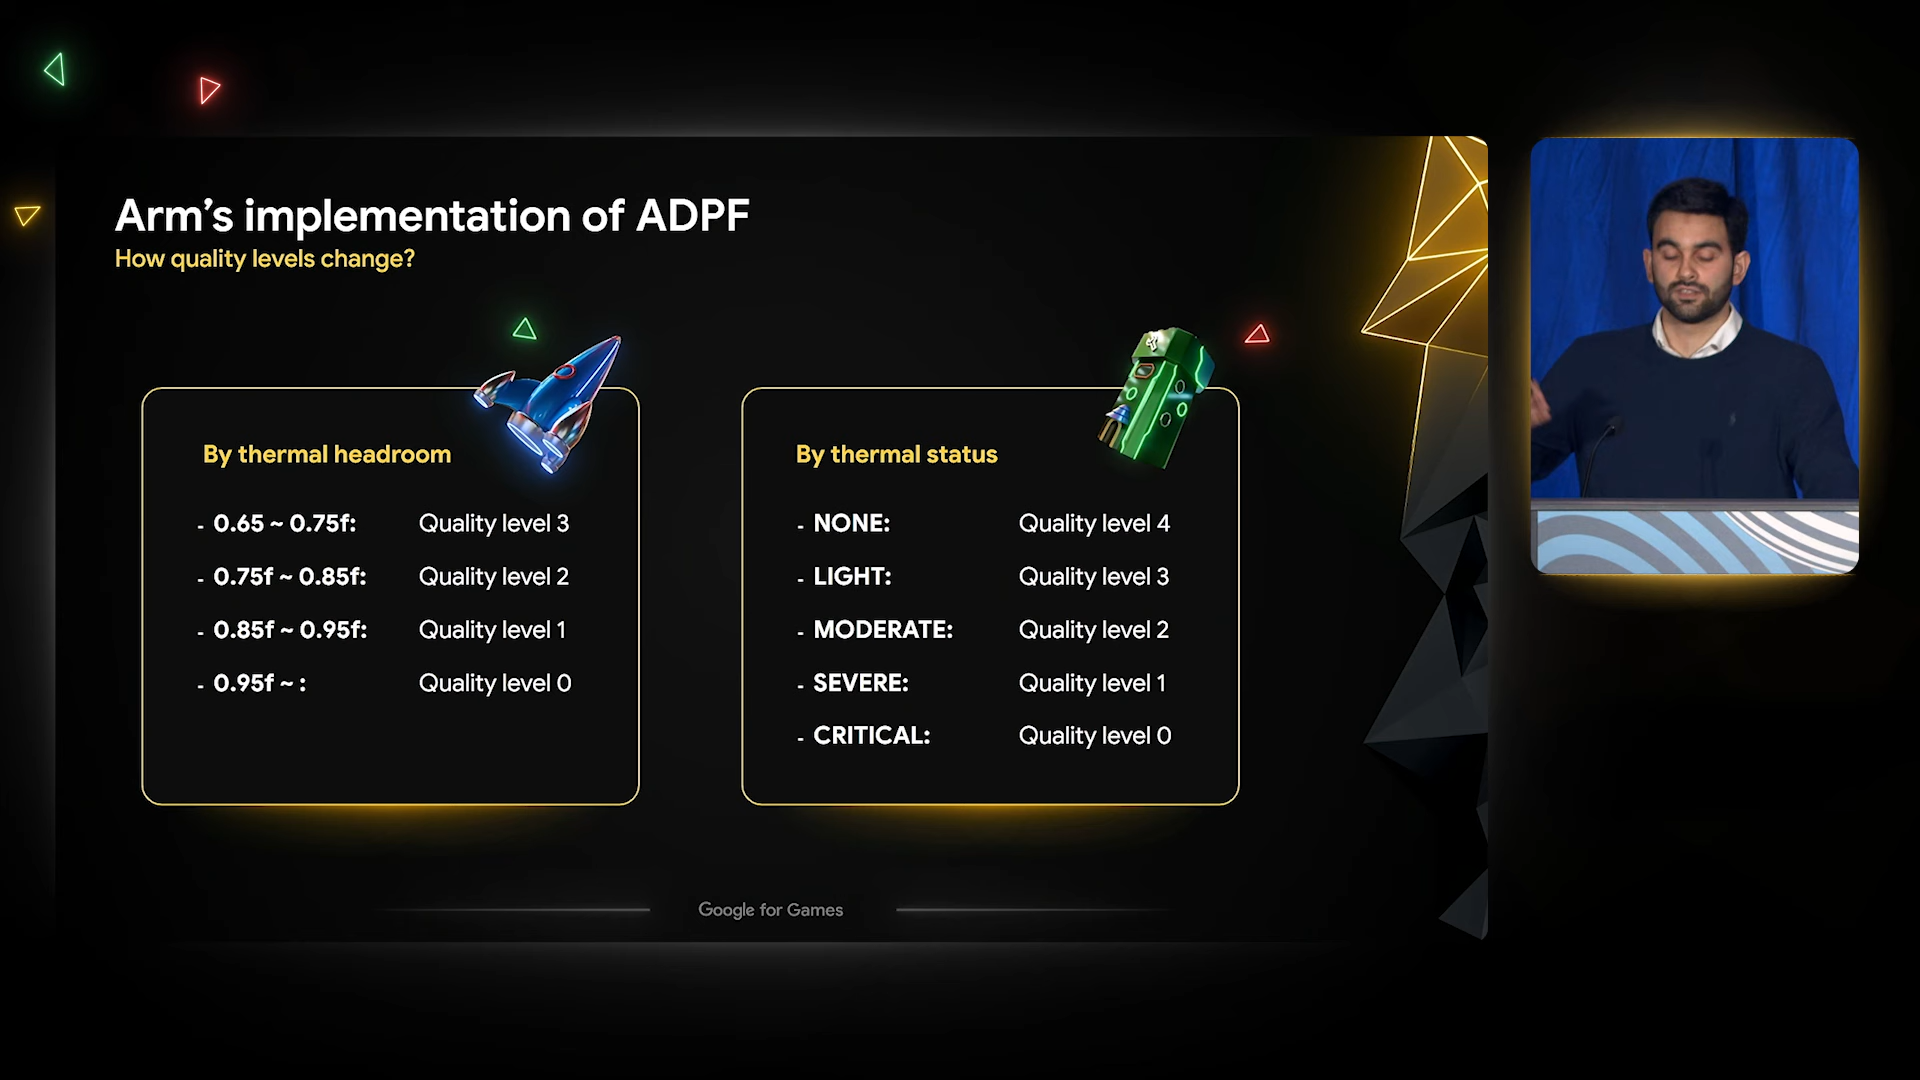 Arm's implementation of ADPF
How quality levels change?
By thermal headroom
- 0.65 ~ 0.75f: Quality level 3
- 0.75f ~ 0.85f: Quality level 2
- 0.85f ~ 0.95f: Quality level 1
- 0.95f ~ : Quality level 0
By thermal status
- NONE: Quality level 4
- LIGHT: Quality level 3
- MODERATE: Quality level 2
- SEVERE: Quality level 1
- CRITICAL: Quality level 0
Google for Games